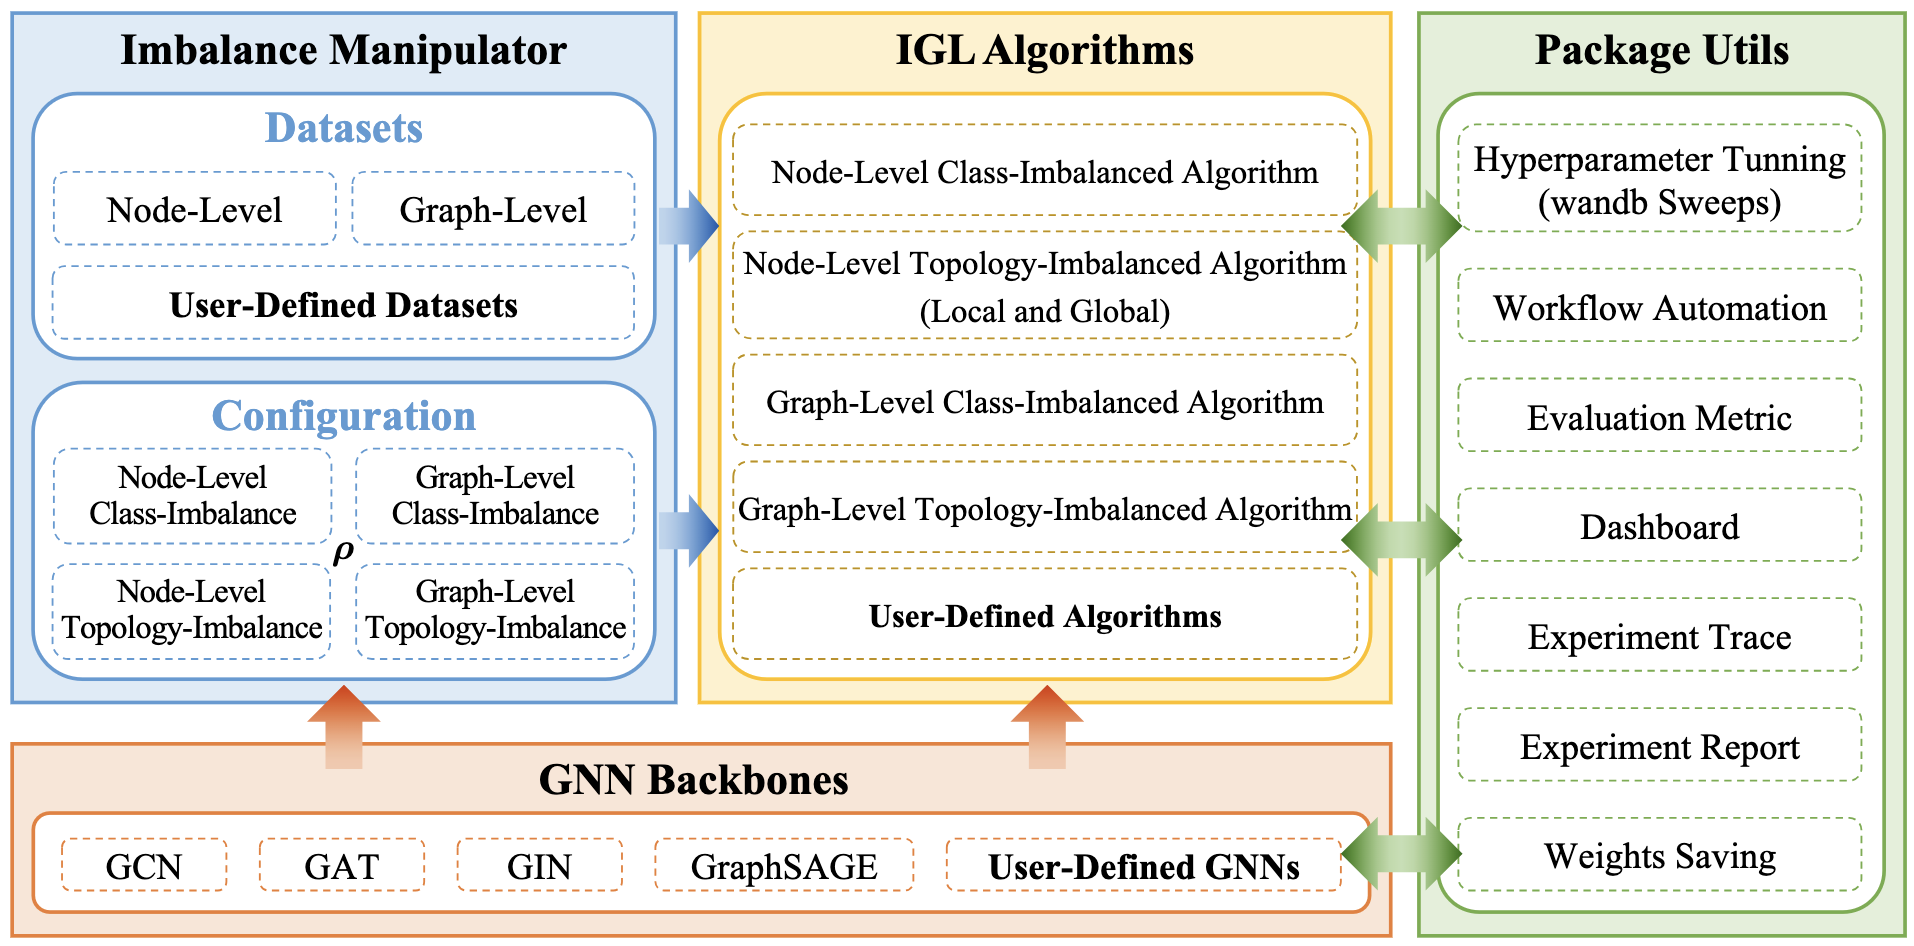 Imbalance Manipulator
Datasets
Node-Level
Graph-Level
User-Defined Datasets
Configuration
Node-Level
Class-Imbalance
Graph-Level
Class-Imbalance
ρ
Node-Level
Topology-Imbalance
Graph-Level
Topology-Imbalance
IGL Algorithms
Node-Level Class-Imbalanced Algorithm
Node-Level Topology-Imbalanced Algorithm
(Local and Global)
Graph-Level Class-Imbalanced Algorithm
Graph-Level Topology-Imbalanced Algorithm
User-Defined Algorithms
GNN Backbones
GCN
GAT
GIN
GraphSAGE
User-Defined GNNs
Package Utils
Hyperparameter Tunning
(wandb Sweeps)
Workflow Automation
Evaluation Metric
Dashboard
Experiment Trace
Experiment Report
Weights Saving